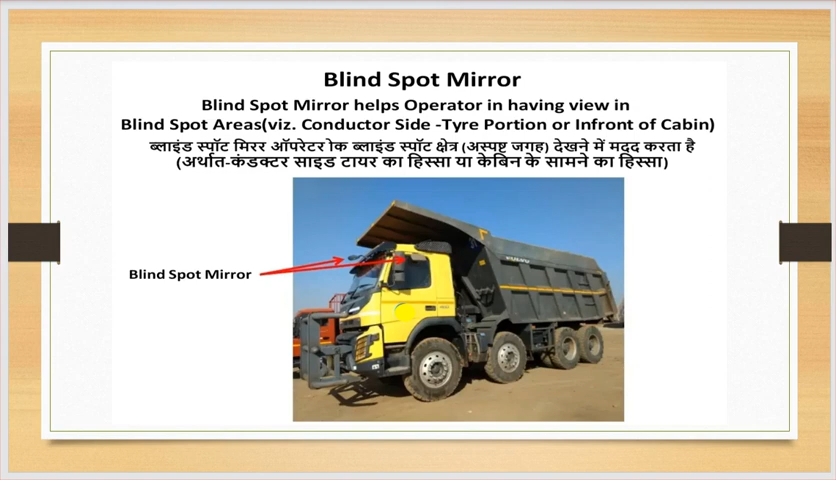 Blind Spot Mirror
Blind Spot Mirror helps Operator in having view in
Blind Spot Areas(viz. Conductor Side -Tyre Portion or Infront of Cabin)
ब्लाइंड स्पॉट मिरर ऑपरेटर ोक ब्लाइंड स्पॉट क्षेत्र (अस्पष्ट जगह) देखने में मदद करता है
(अर्थात-कंडक्टर साइड टायर का हिस्सा या केबिन के सामने का हिस्सा)
VOLVO
Blind Spot Mirror